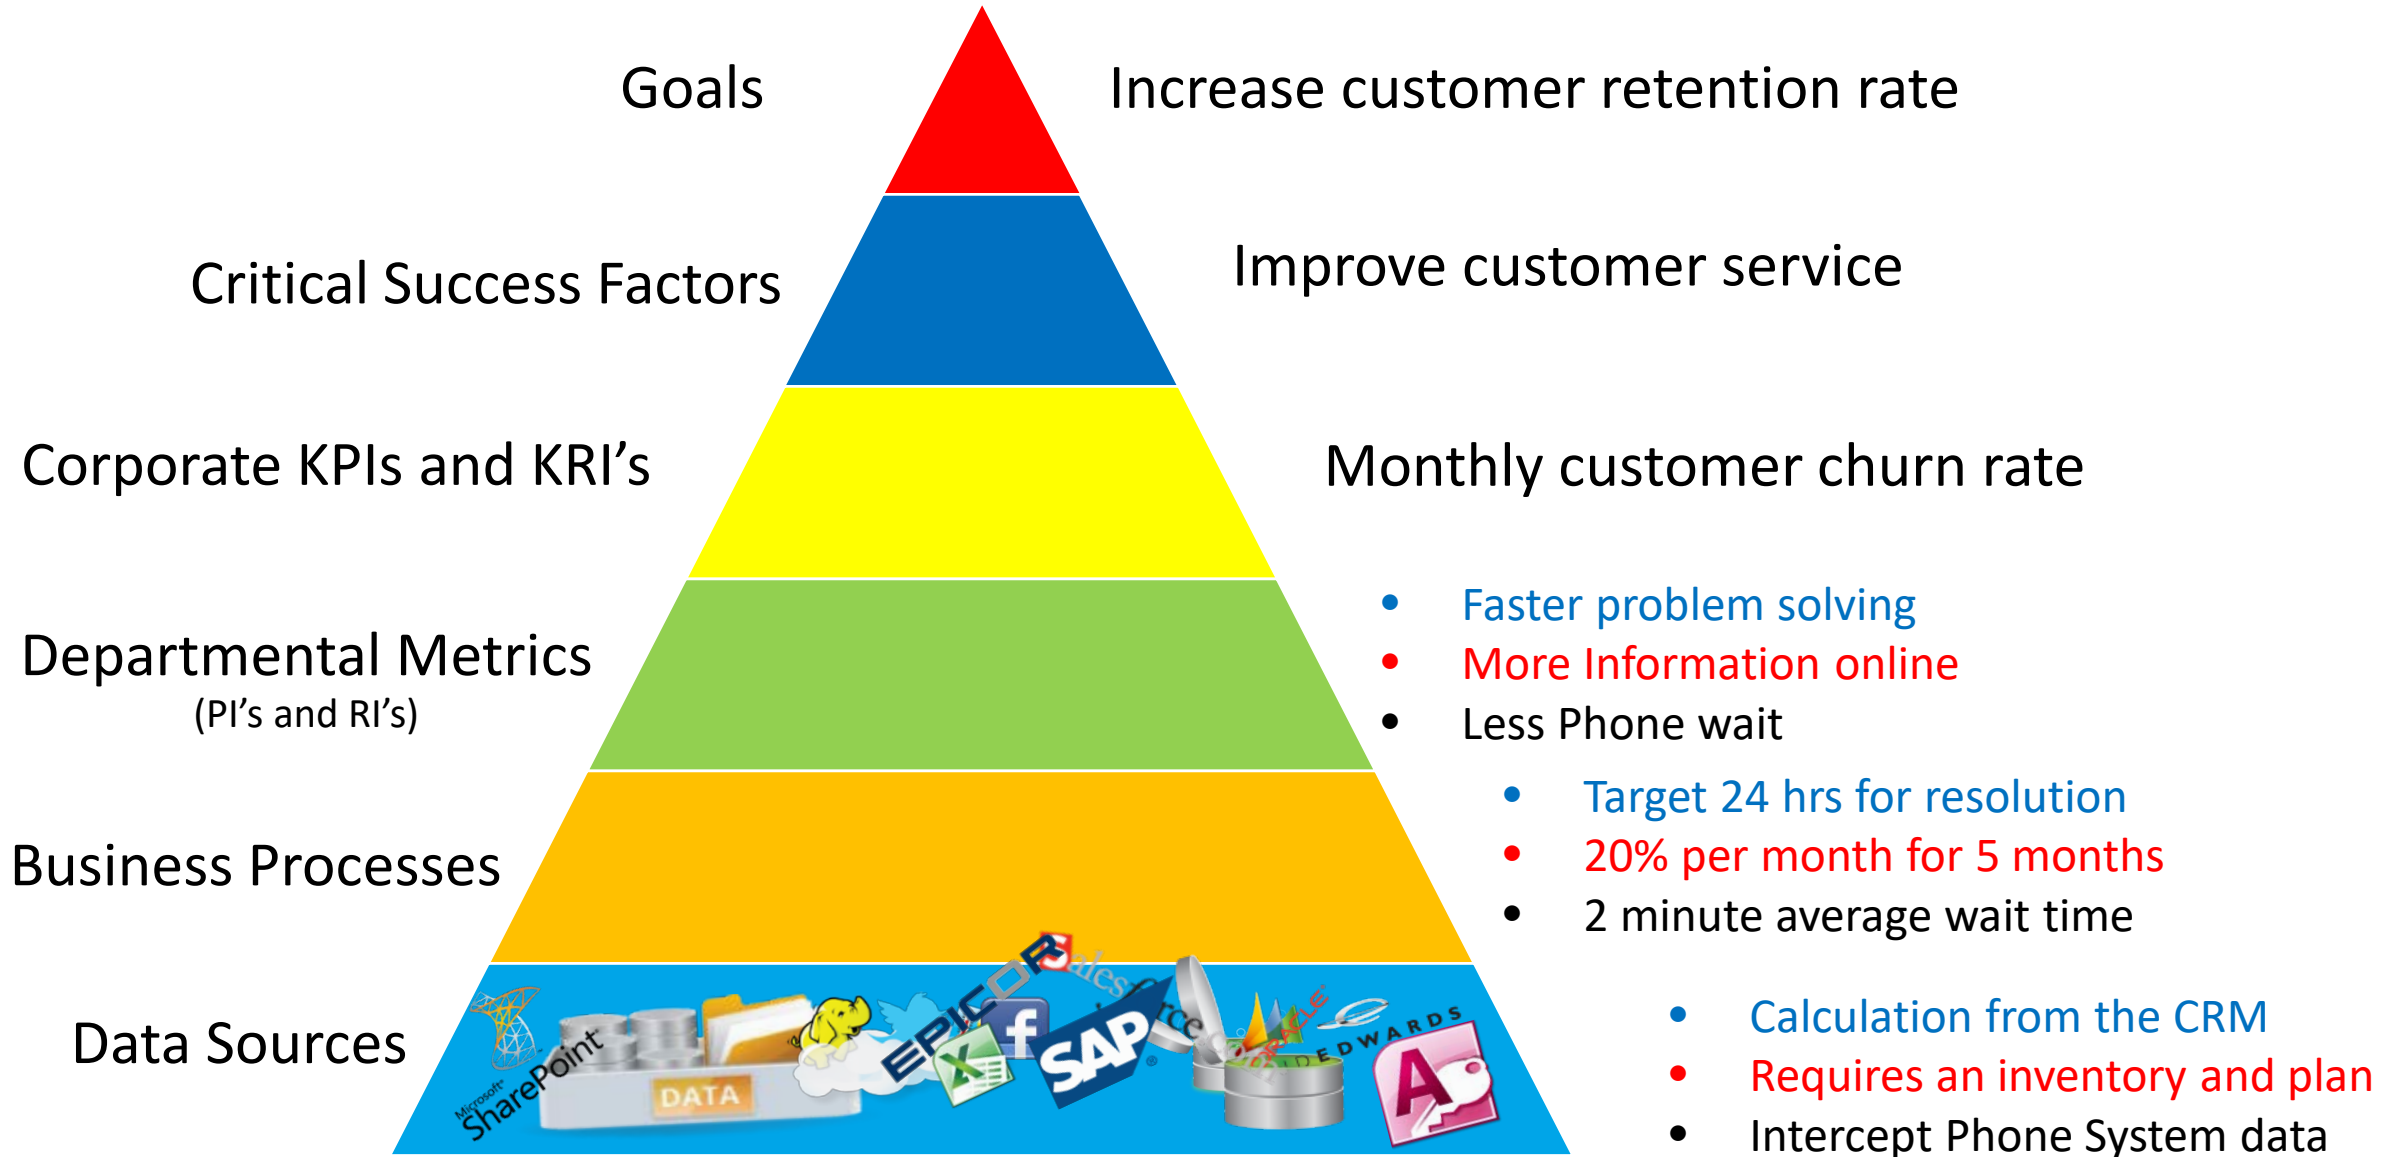 Goals
Increase customer retention rate
Critical Success Factors
Improve customer service
Corporate KPIs and KRI’s
Monthly customer churn rate
Departmental Metrics
(PI’s and RI’s)
• Faster problem solving
• More Information online
• Less Phone wait
Business Processes
• Target 24 hrs for resolution
• 20% per month for 5 months
• 2 minute average wait time
Data Sources
Microsoft®
SharePoint
DATA
EPICOR
Salesforce
f
X
SAP®
ORACLE
EDWARDS
A
• Calculation from the CRM
• Requires an inventory and plan
• Intercept Phone System data